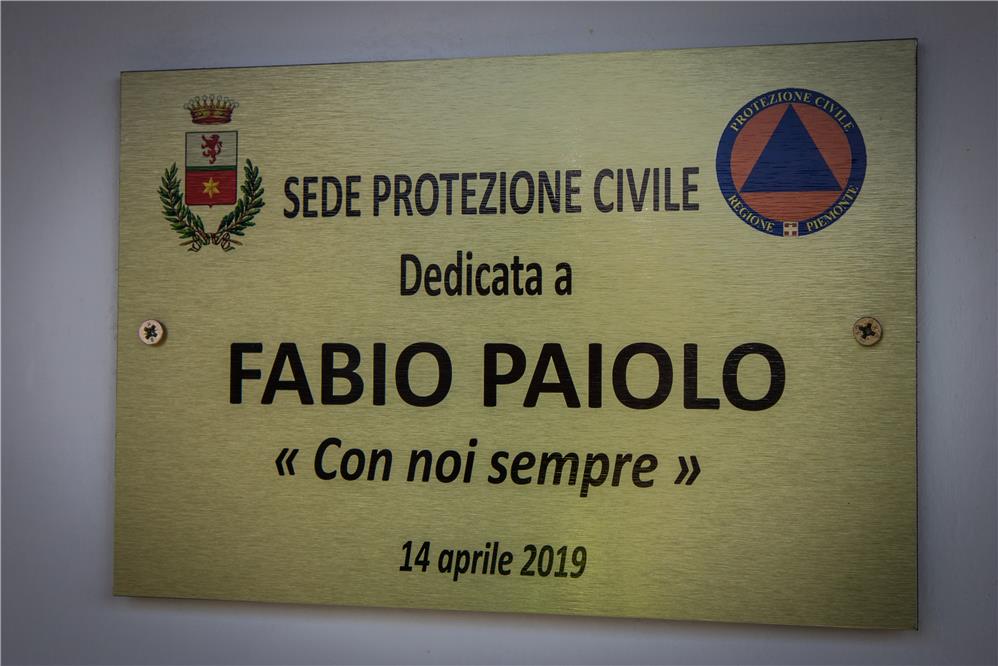 SEDE PROTEZIONE CIVILE
PROTEZIONE CIVILE
REGIONE PIEMONTE
Dedicata a
FABIO PAIOLO
« Con noi sempre »
14 aprile 2019